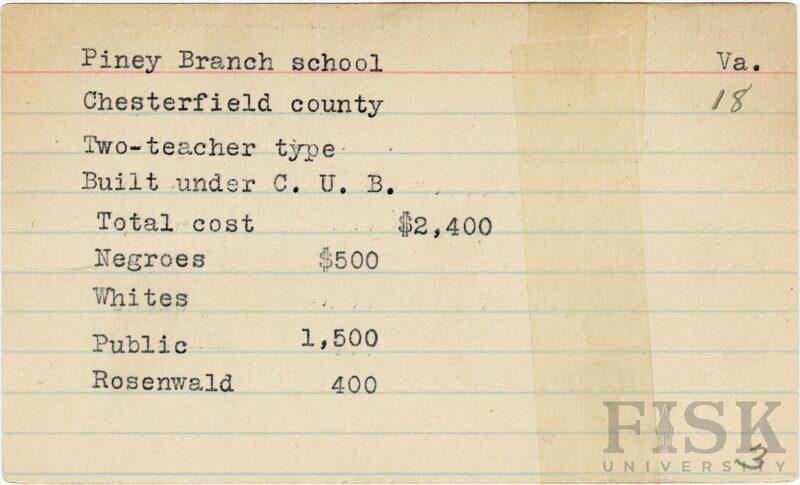 Piney Branch school Va.
Chesterfield county 18
Two-teacher type
Built under C. U. B.
Total cost $2,400
Negroes $500
Whites
Public 1,500
Rosenwald 400
FISK
UNIVERSITY
3